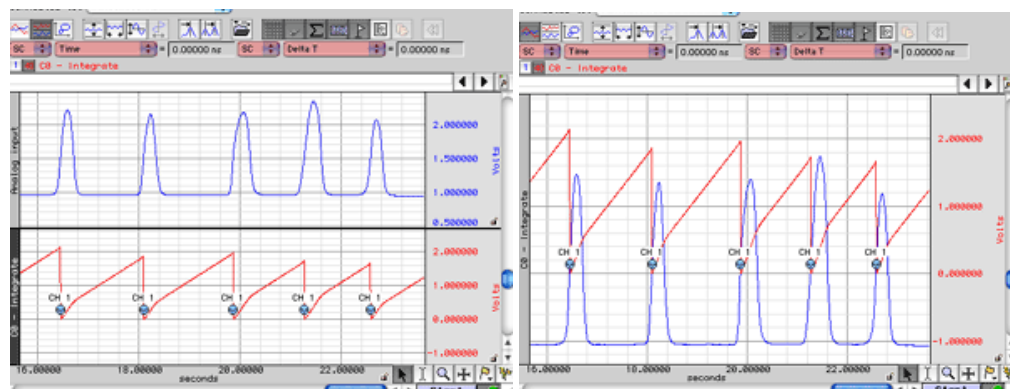 SC Time = 0.00000 ns SC Delta T = 0.00000 ns
C0 - Integrate
Analog input
2.000000
1.500000
1.000000
0.500000
Volts
C0 - Integrate
2.000000
1.000000
0.000000
-1.000000
Volts
CH 1 CH 1 CH 1 CH 1 CH 1
16.00000 18.00000 20.00000 22.00000
seconds
SC Time = 0.00000 ns SC Delta T = 0.00000 ns
C0 - Integrate
C0 - Integrate
2.000000
1.000000
0.000000
-1.000000
Volts
CH 1 CH 1 CH 1 CH 1 CH 1
16.00000 18.00000 20.00000 22.00000
seconds